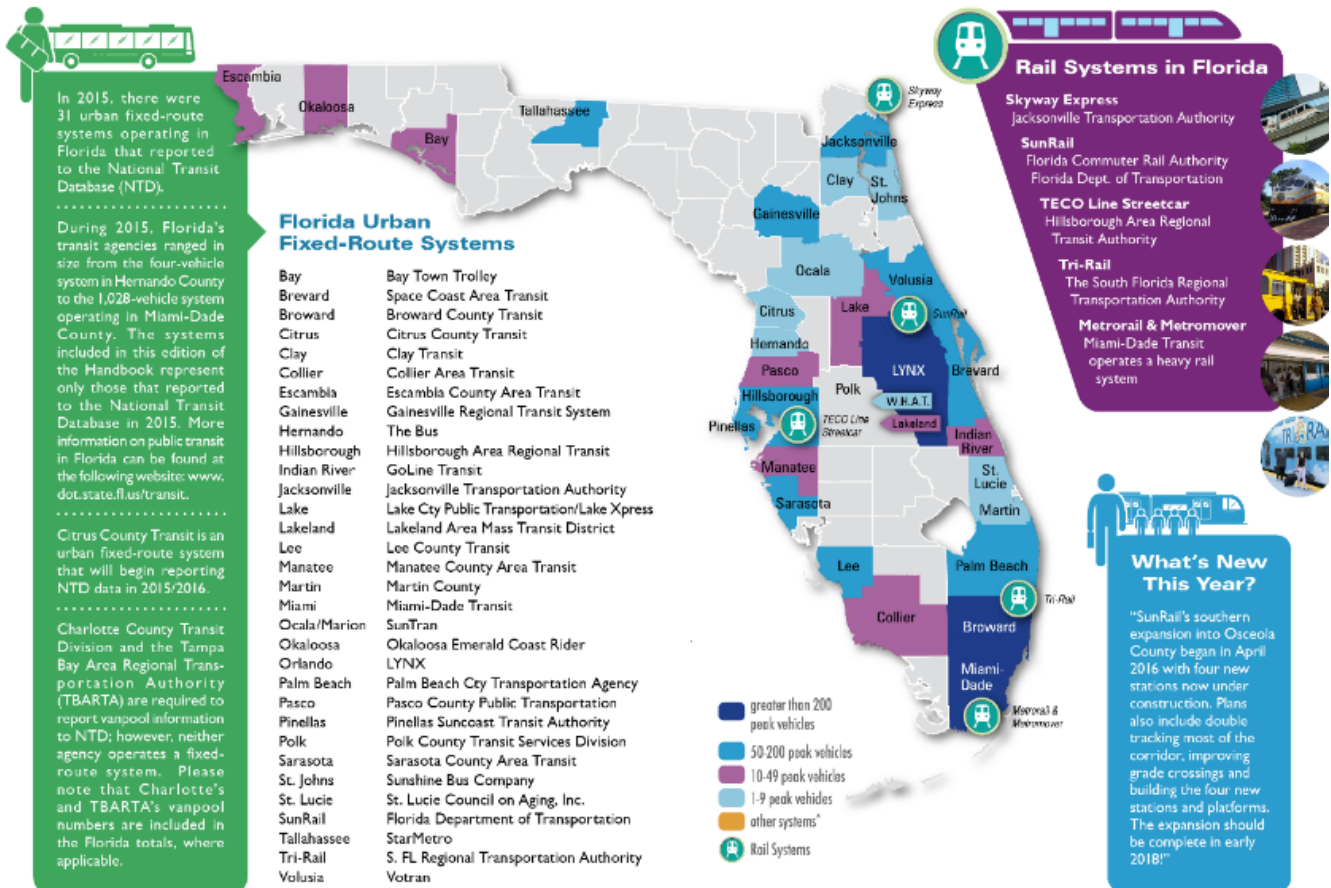 In 2015, there were
31 urban fixed-route
systems operating in
Florida that reported
to the National Transit
Database (NTD).
During 2015, Florida's
transit agencies ranged in
size from the four-vehicle
system in Hernando County
to the 1,028-vehicle system
operating in Miami-Dade
County. The systems
included in this edition of
the Handbook represent
only those that reported
to the National Transit
Database in 2015. More
information on public transit
in Florida can be found at
the following website: www.
dot.state.fl.us/transit.
Citrus County Transit is an
urban fixed-route system
that will begin reporting
NTD data in 2015/2016.
Charlotte County Transit
Division and the Tampa
Bay Area Regional Trans-
portation Authority
(TBARTA) are required to
report vanpool information
to NTD; however, neither
agency operates a fixed-
route system. Please
note that Charlotte's
and TBARTA's vanpool
numbers are included in
the Florida totals, where
applicable.
Florida Urban
Fixed-Route Systems
Bay Bay Town Trolley
Brevard Space Coast Area Transit
Broward Broward County Transit
Citrus Citrus County Transit
Clay Clay Transit
Collier Collier Area Transit
Escambia Escambia County Area Transit
Gainesville Gainesville Regional Transit System
Hernando The Bus
Hillsborough Hillsborough Area Regional Transit
Indian River GoLine Transit
Jacksonville Jacksonville Transportation Authority
Lake Lake Cty Public Transportation/Lake Xpress
Lakeland Lakeland Area Mass Transit District
Lee Lee County Transit
Manatee Manatee County Area Transit
Martin Martin County
Miami Miami-Dade Transit
Ocala/Marion SunTran
Okaloosa Okaloosa Emerald Coast Rider
Orlando LYNX
Palm Beach Palm Beach Cty Transportation Agency
Pasco Pasco County Public Transportation
Pinellas Pinellas Suncoast Transit Authority
Polk Polk County Transit Services Division
Sarasota Sarasota County Area Transit
St. Johns Sunshine Bus Company
St. Lucie St. Lucie Council on Aging, Inc.
SunRail Florida Department of Transportation
Tallahassee StarMetro
Tri-Rail S. FL Regional Transportation Authority
Volusia Votran
Escambia
Okaloosa
Bay
Tallahassee
Skyway
Express
Jacksonville
Clay
St.
Johns
Gainesville
Ocala
Volusia
Citrus
Lake
SunRail
Hernando
Pasco
LYNX
Brevard
Polk
Hillsborough
W.H.A.T.
Pinellas
TECO Line
Streetcar
Lakeland
Indian
River
Manatee
St.
Lucie
Sarasota
Martin
Lee
Palm Beach
Tri-Rail
Collier
Broward
Miami-
Dade
Metrorail &
Metromover
greater than 200
peak vehicles
50-200 peak vehicles
10-49 peak vehicles
1-9 peak vehicles
other systems*
Rail Systems
Rail Systems in Florida
Skyway Express
Jacksonville Transportation Authority
SunRail
Florida Commuter Rail Authority
Florida Dept. of Transportation
TECO Line Streetcar
Hillsborough Area Regional
Transit Authority
Tri-Rail
The South Florida Regional
Transportation Authority
Metrorail & Metromover
Miami-Dade Transit
operates a heavy rail
system
What's New
This Year?
"SunRail's southern
expansion into Osceola
County began in April
2016 with four new
stations now under
construction. Plans
also include double
tracking most of the
corridor, improving
grade crossings and
building the four new
stations and platforms.
The expansion should
be complete in early
2018!"